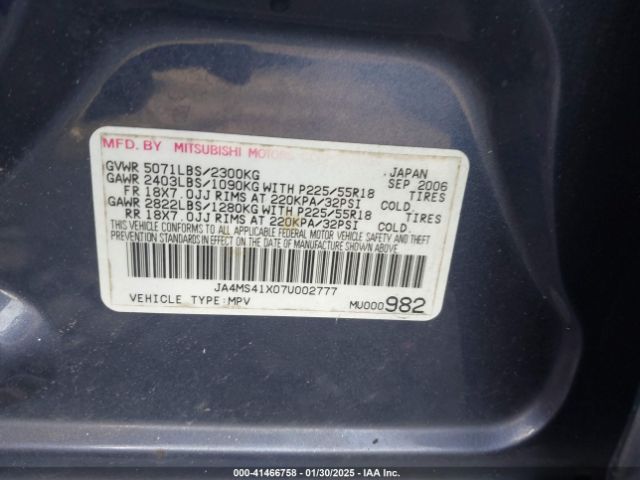 MFD. BY MITSUBISHI MOTORS
GVWR 5071LBS/2300KG JAPAN SEP 2006
GAWR 2403LBS/1090KG WITH P225/55R18 TIRES
FR 18X7.0JJ RIMS AT 220KPA/32PSI COLD.
GAWR 2822LBS/1280KG WITH P225/55R18 TIRES
RR 18X7.0JJ RIMS AT 220KPA/32PSI COLD.
THIS VEHICLE CONFORMS TO ALL APPLICABLE FEDERAL MOTOR VEHICLE SAFETY AND THEFT
PREVENTION STANDARDS IN EFFECT ON THE DATE OF MANUFACTURE SHOWN ABOVE.
JA4MS41X07U002777
VEHICLE TYPE:MPV MU000982
000-41466758 - 01/30/2025 - IAA Inc.